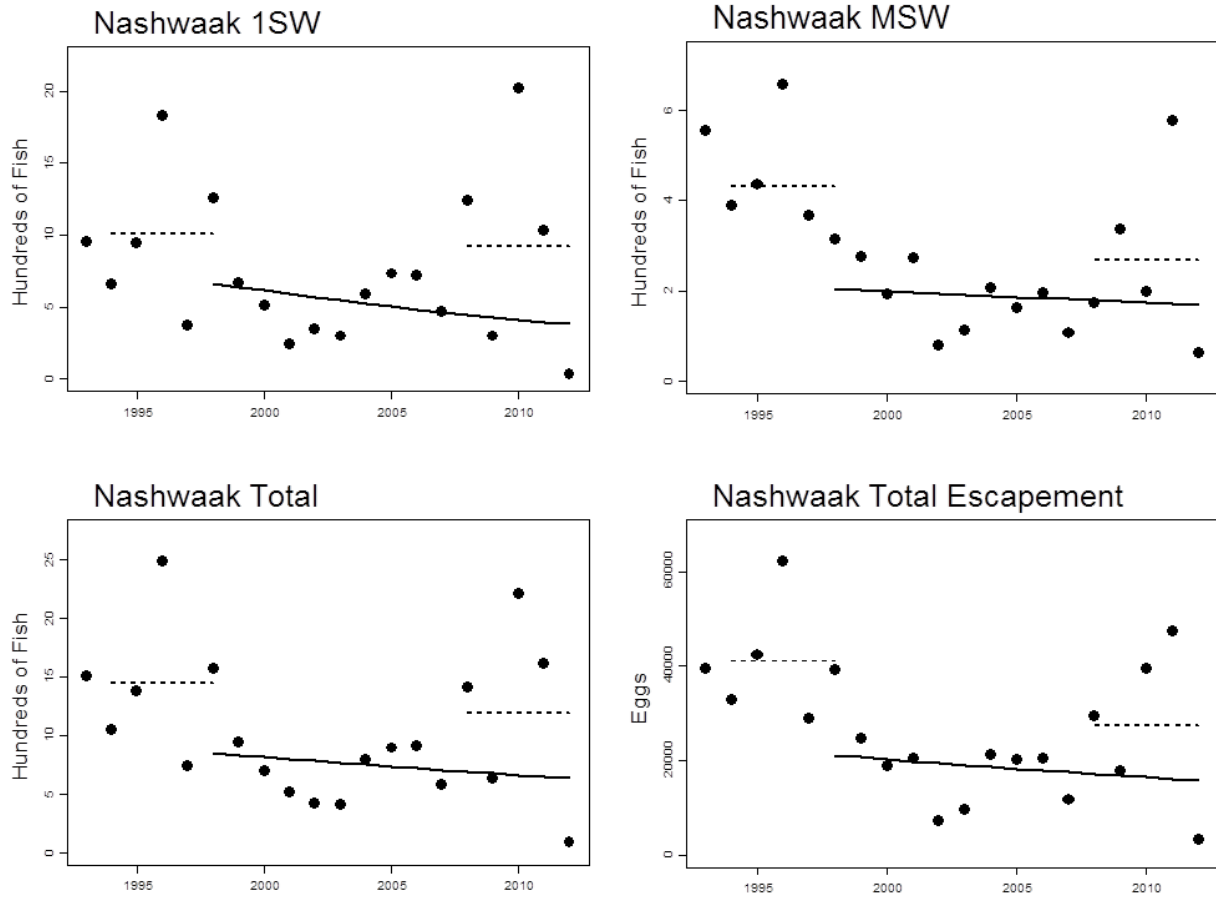 Nashwaak 1SW
Hundreds of Fish
20
15
10
5
0
1995 2000 2005 2010
Nashwaak MSW
Hundreds of Fish
6
4
2
0
1995 2000 2005 2010
Nashwaak Total
Hundreds of Fish
25
20
15
10
5
0
1995 2000 2005 2010
Nashwaak Total Escapement
Eggs
60000
40000
20000
0
1995 2000 2005 2010